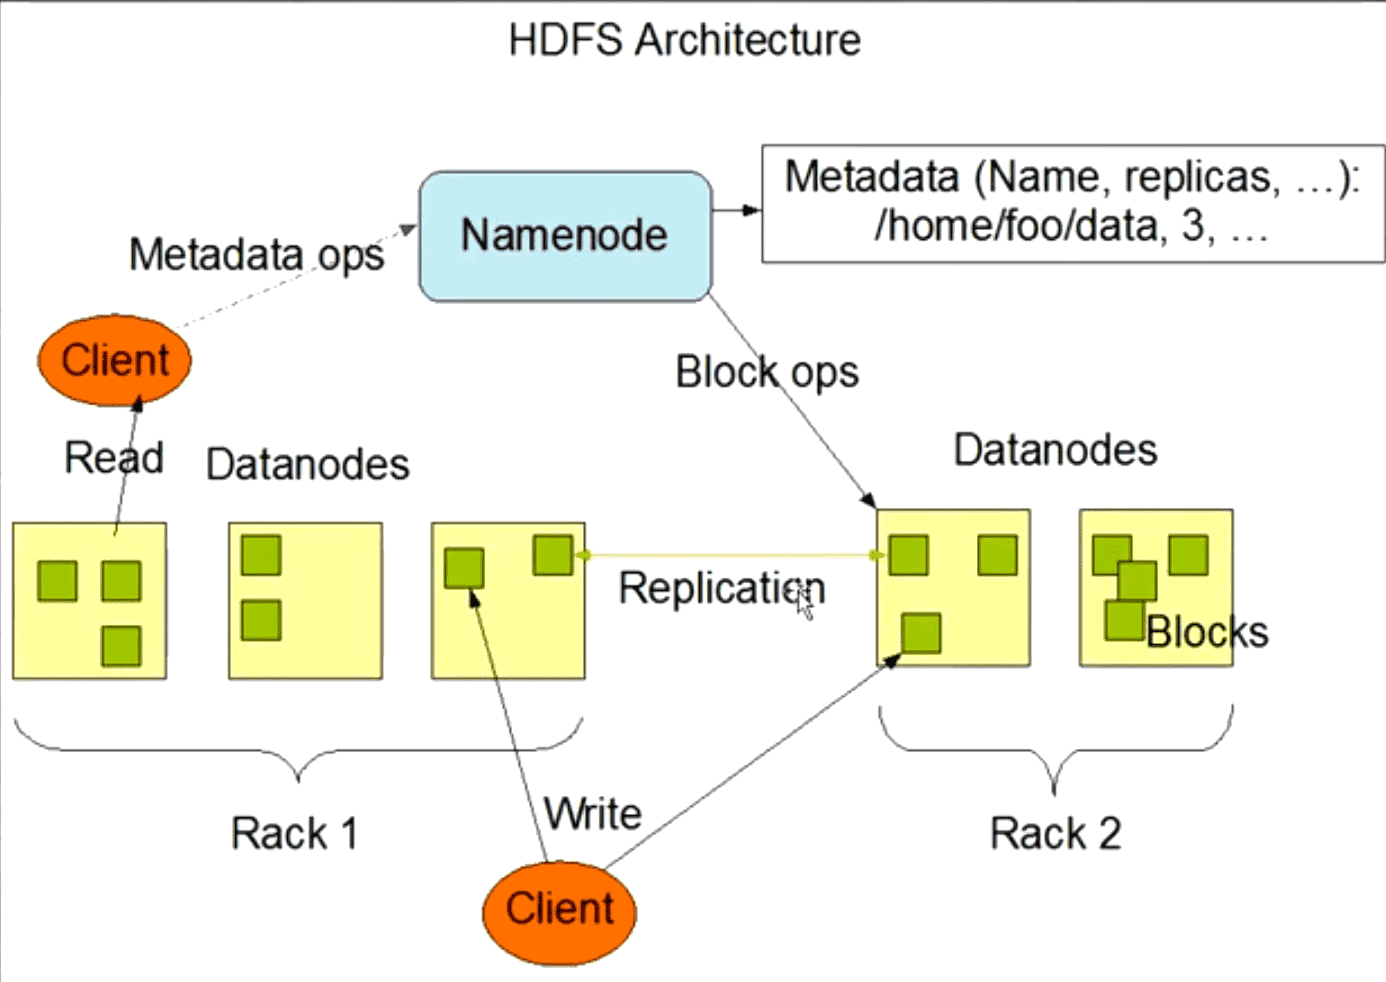 HDFS Architecture
Metadata (Name, replicas, ...):
/home/foo/data, 3, ...
Namenode
Metadata ops
Client
Block ops
Read
Datanodes
Datanodes
Replication
Blocks
Rack 1
Write
Rack 2
Client